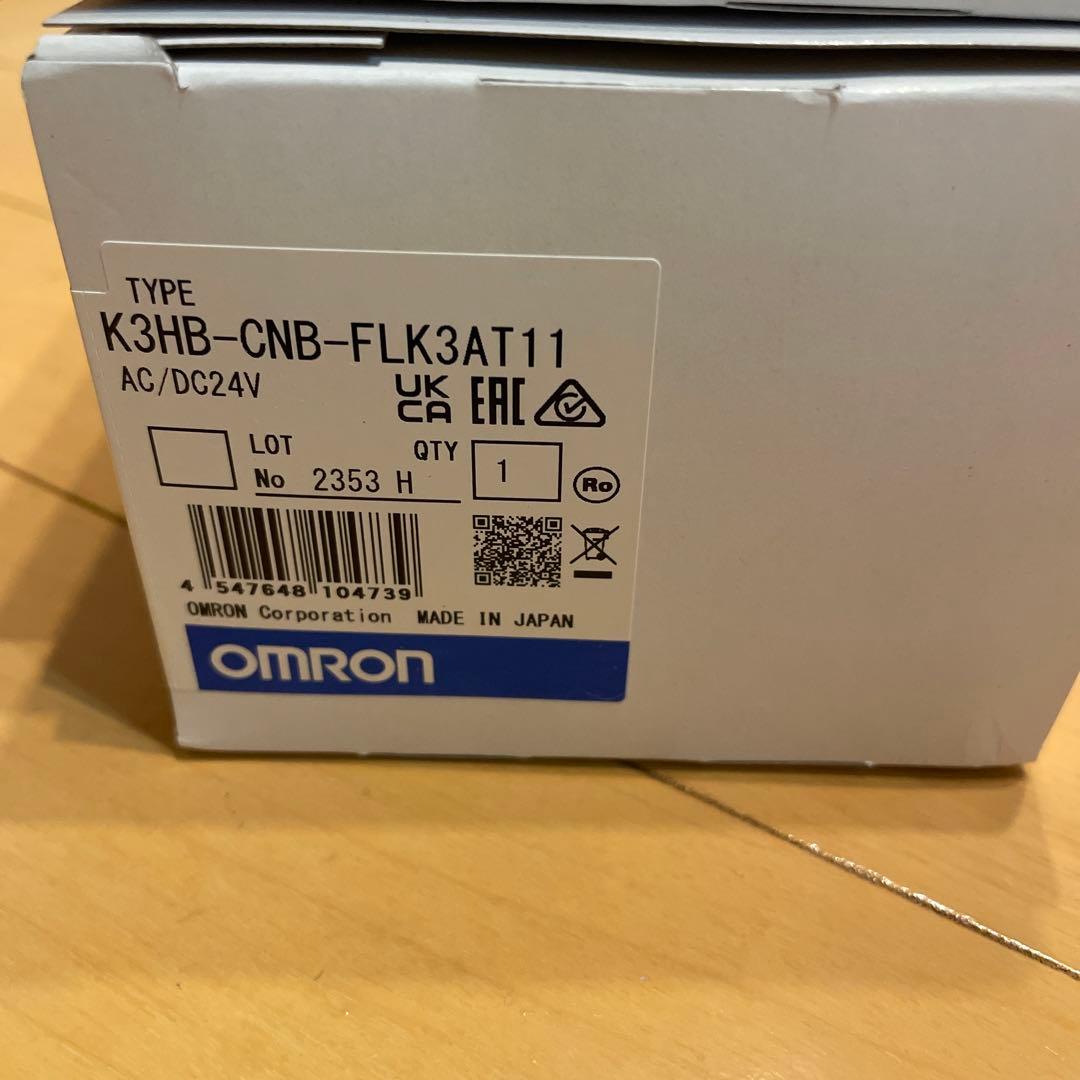 TYPE
K3HB-CNB-FLK3AT11
AC/DC24V
UK
CA
EAC
LOT
No 2353 H
QTY
1
Ro
4 547648 104739
OMRON Corporation MADE IN JAPAN
OMRON